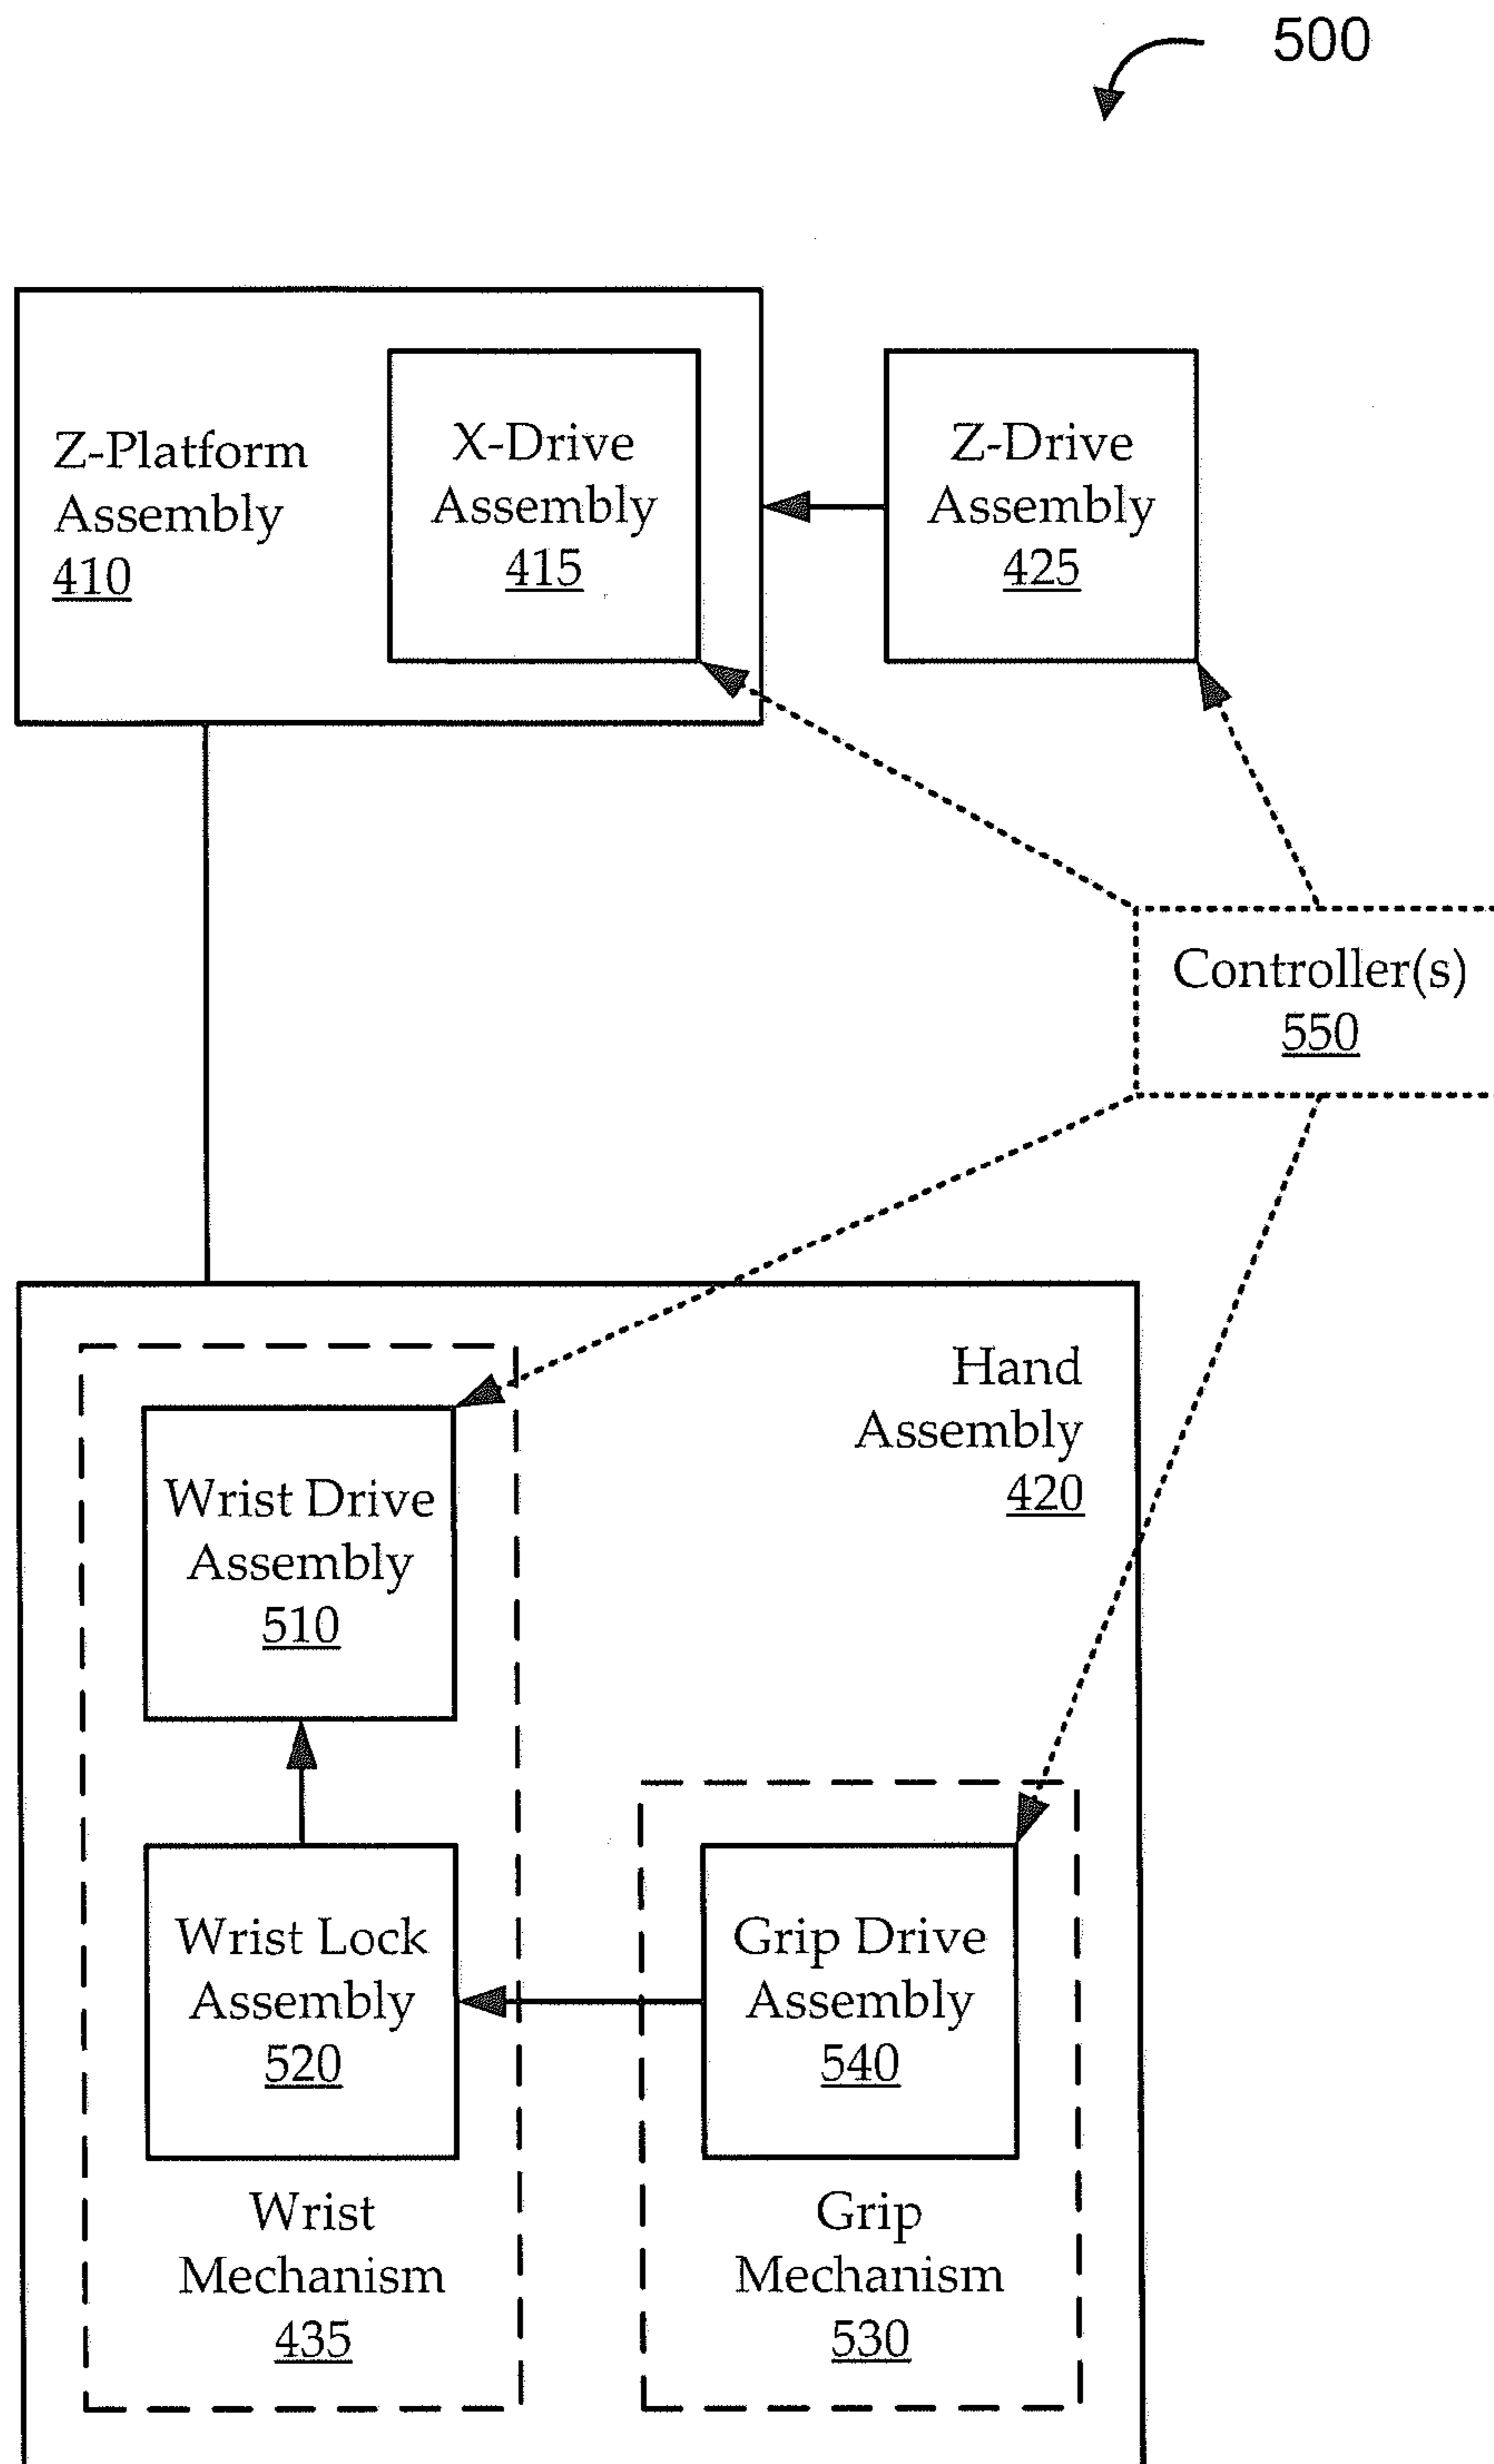 500
Z-Platform
Assembly
410
X-Drive
Assembly
415
Z-Drive
Assembly
425
Controller(s)
550
Hand
Assembly
420
Wrist Drive
Assembly
510
Wrist Lock
Assembly
520
Grip Drive
Assembly
540
Wrist
Mechanism
435
Grip
Mechanism
530